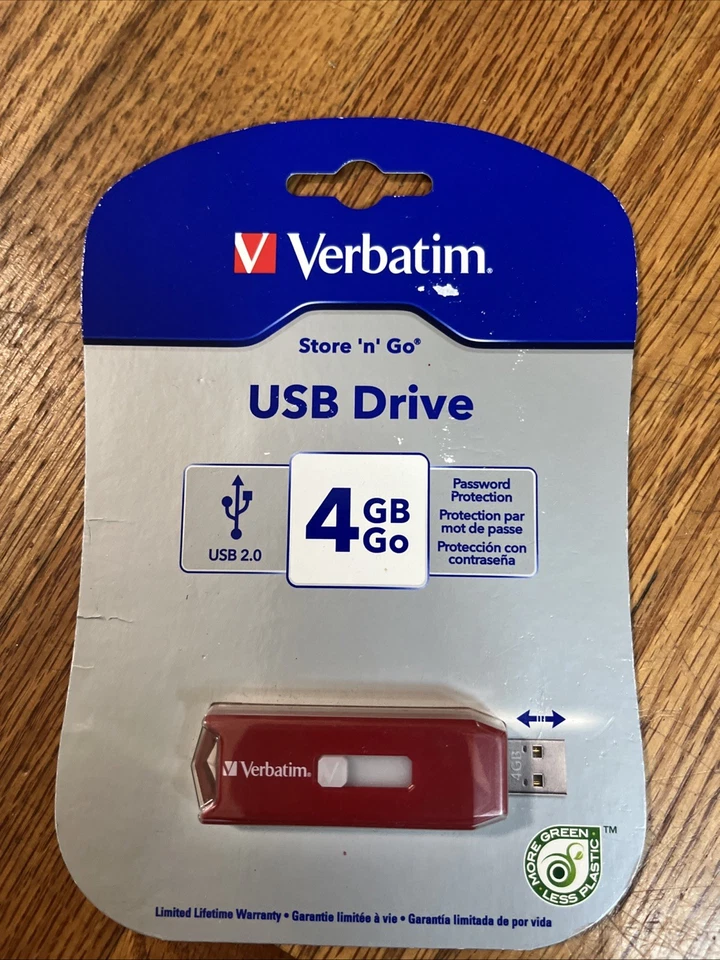 Verbatim®
Store 'n' Go®
USB Drive
USB 2.0
4 GB
Go
Password
Protection
Protection par
mot de passe
Protección con
contraseña
Verbatim®
4GB
MORE GREEN
LESS PLASTIC
™
Limited Lifetime Warranty • Garantie limitée à vie • Garantía limitada de por vida